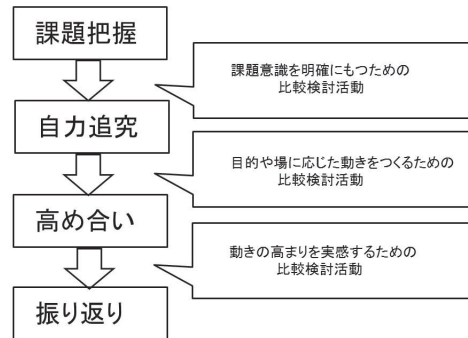 課題把握
課題意識を明確にもつための
比較検討活動
自力追究
目的や場に応じた動きをつくるための
比較検討活動
高め合い
動きの高まりを実感するための
比較検討活動
振り返り